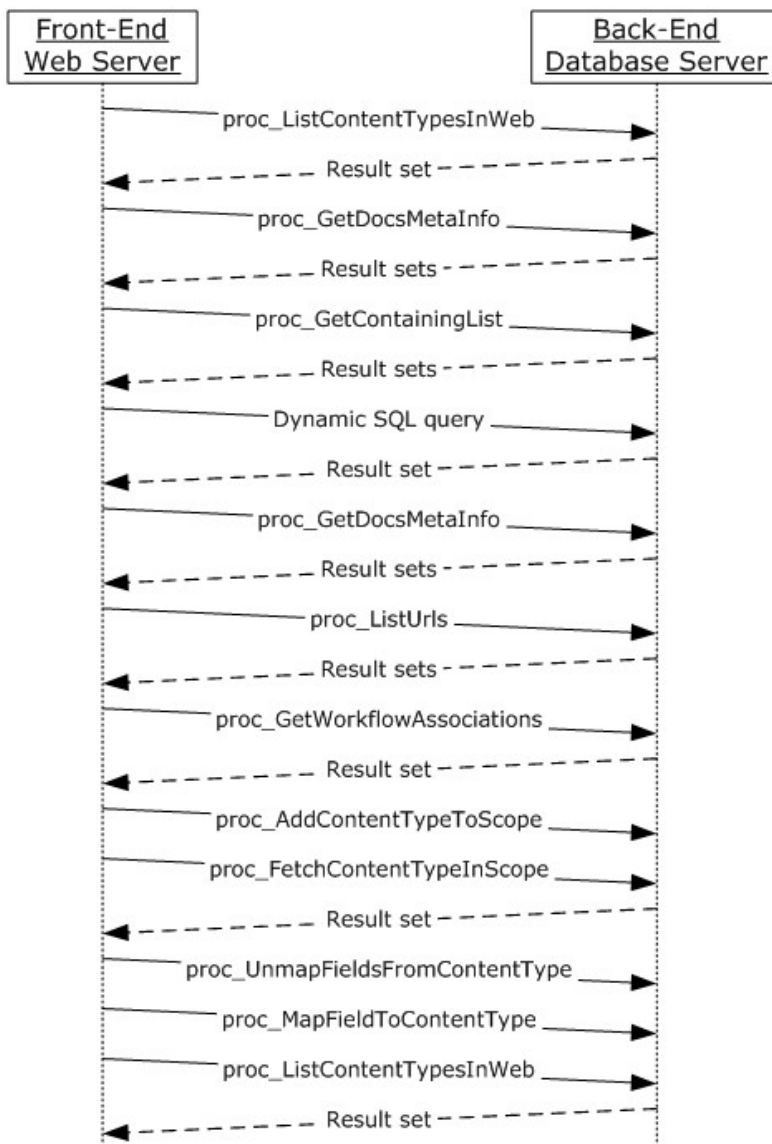 Front-End
Web Server
Back-End
Database Server
proc_ListContentTypesInWeb
Result set
proc_GetDocsMetaInfo
Result sets
proc_GetContainingList
Result sets
Dynamic SQL query
Result set
proc_GetDocsMetaInfo
Result sets
proc_ListUrls
Result sets
proc_GetWorkflowAssociations
Result set
proc_AddContentTypeToScope
proc_FetchContentTypeInScope
Result set
proc_UnmapFieldsFromContentType
proc_MapFieldToContentType
proc_ListContentTypesInWeb
Result set